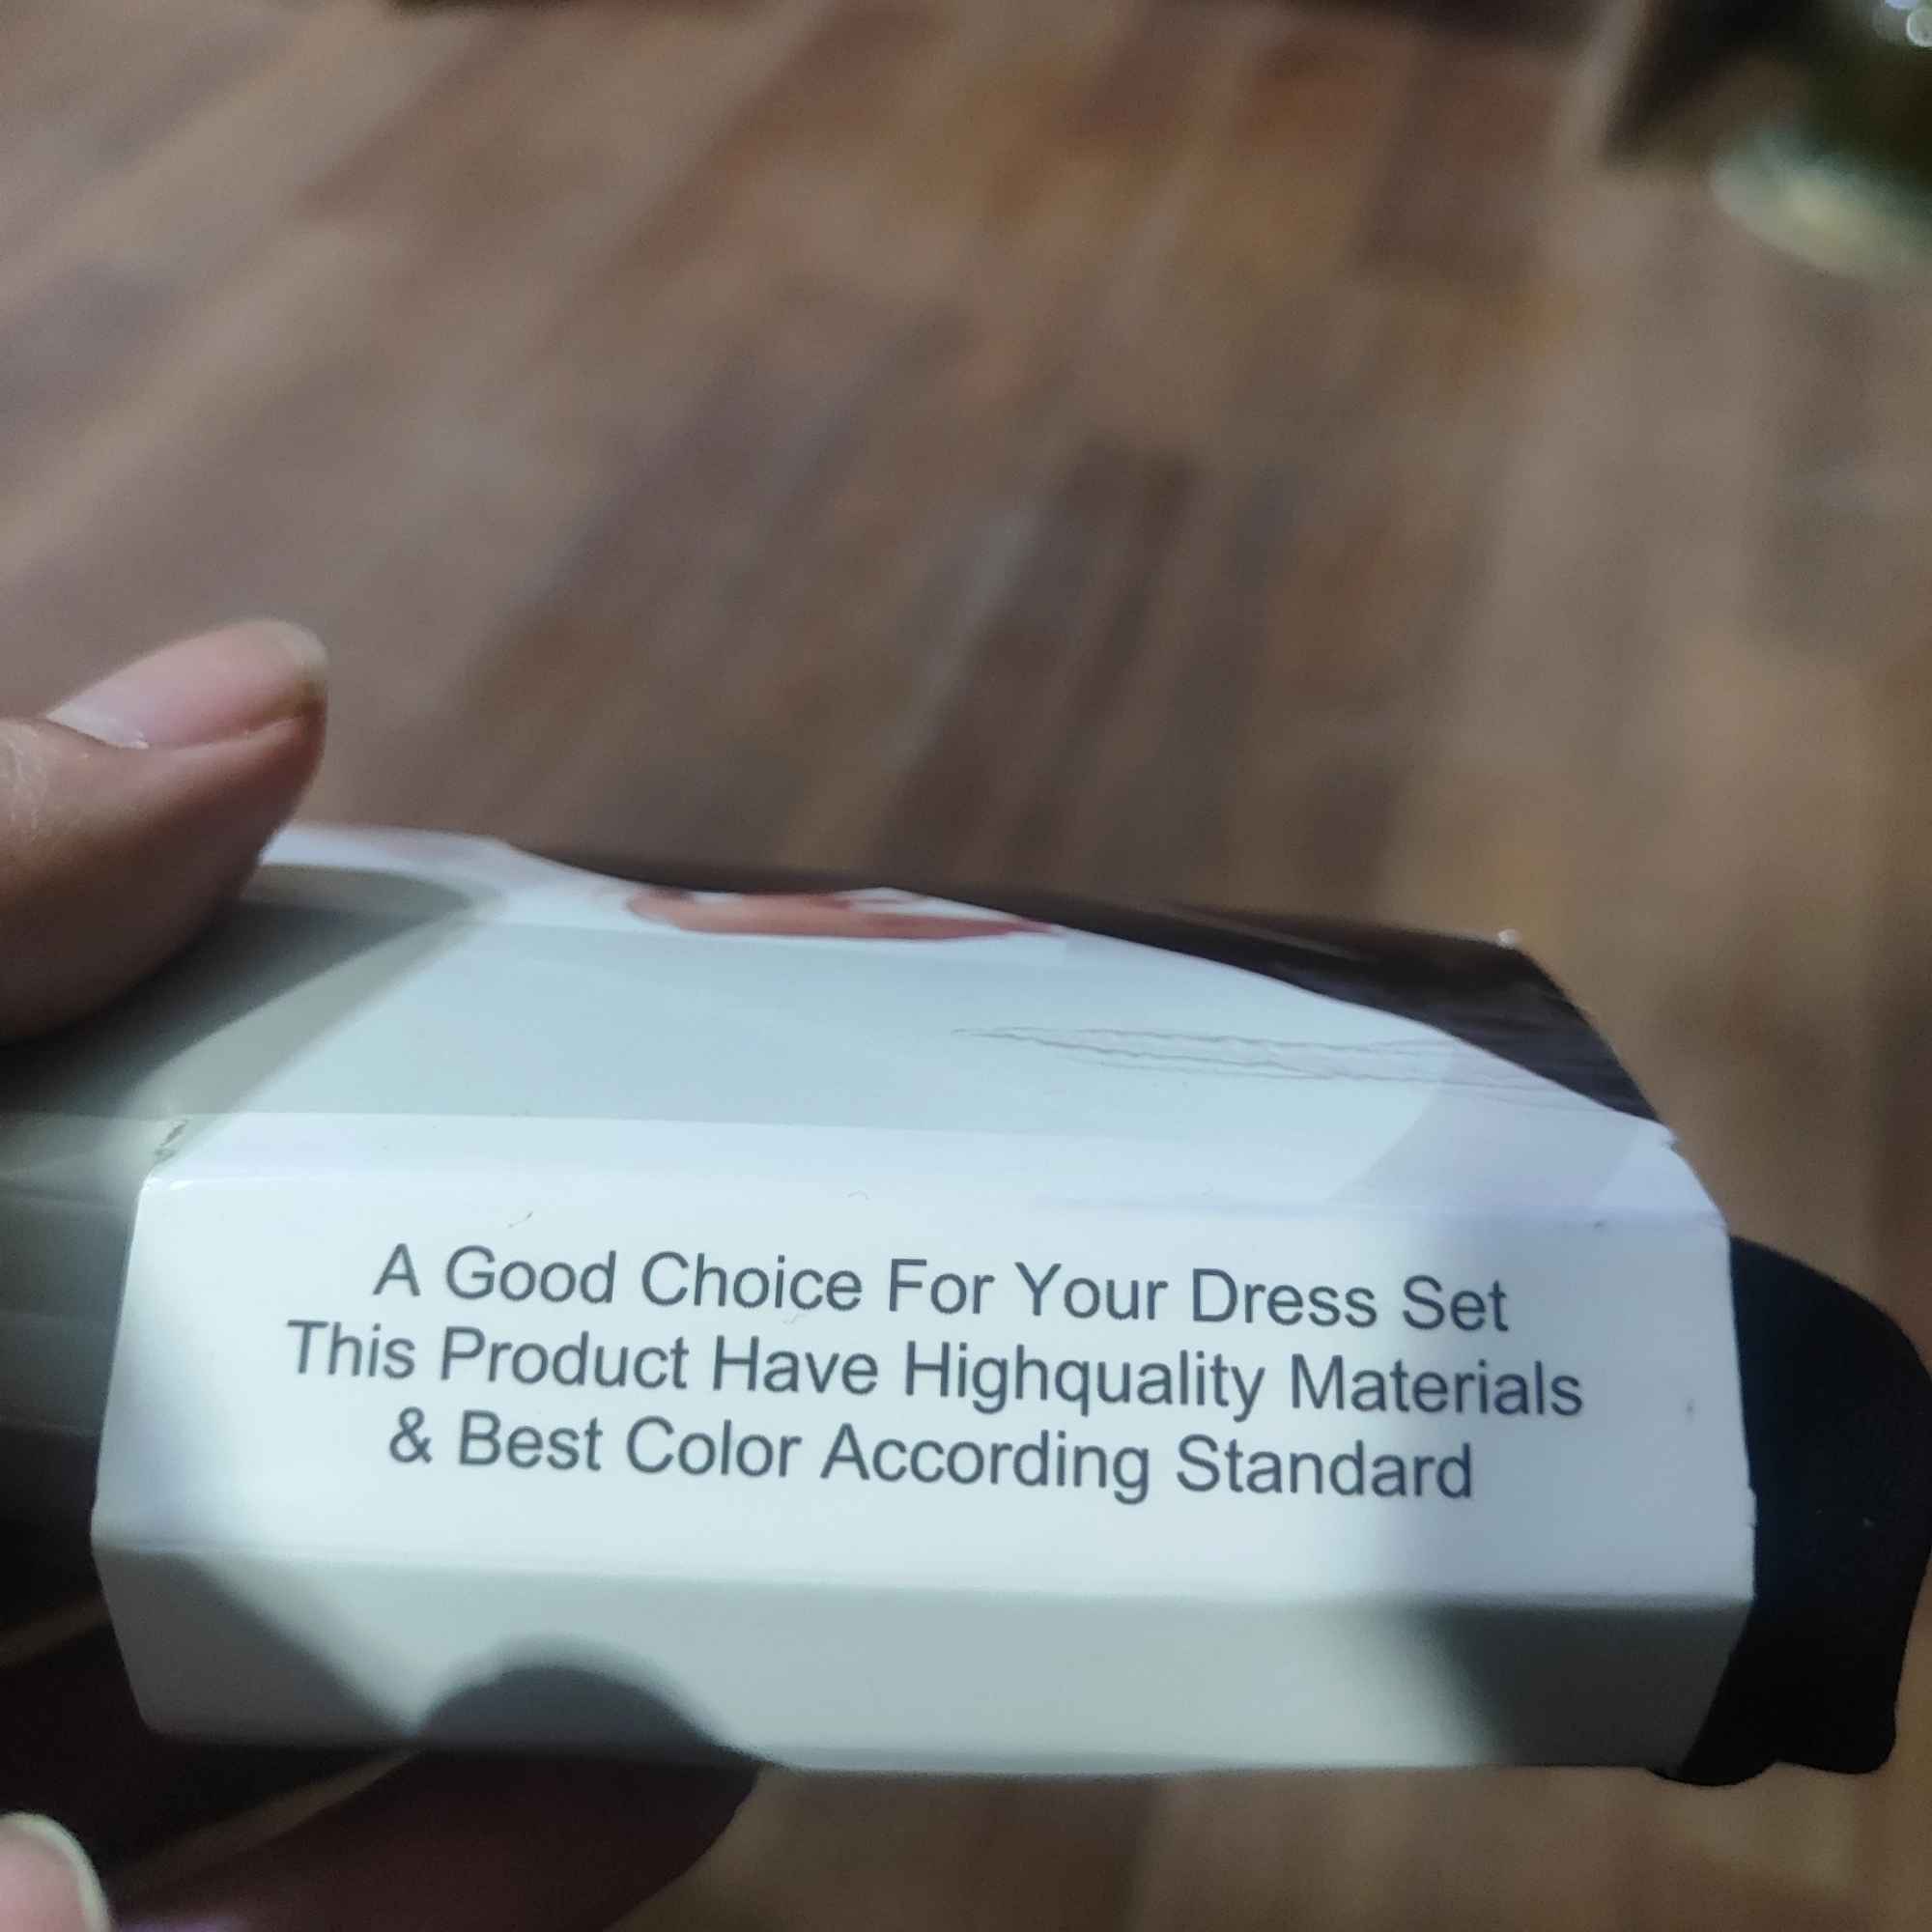 A Good Choice For Your Dress Set
This Product Have Highquality Materials
& Best Color According Standard